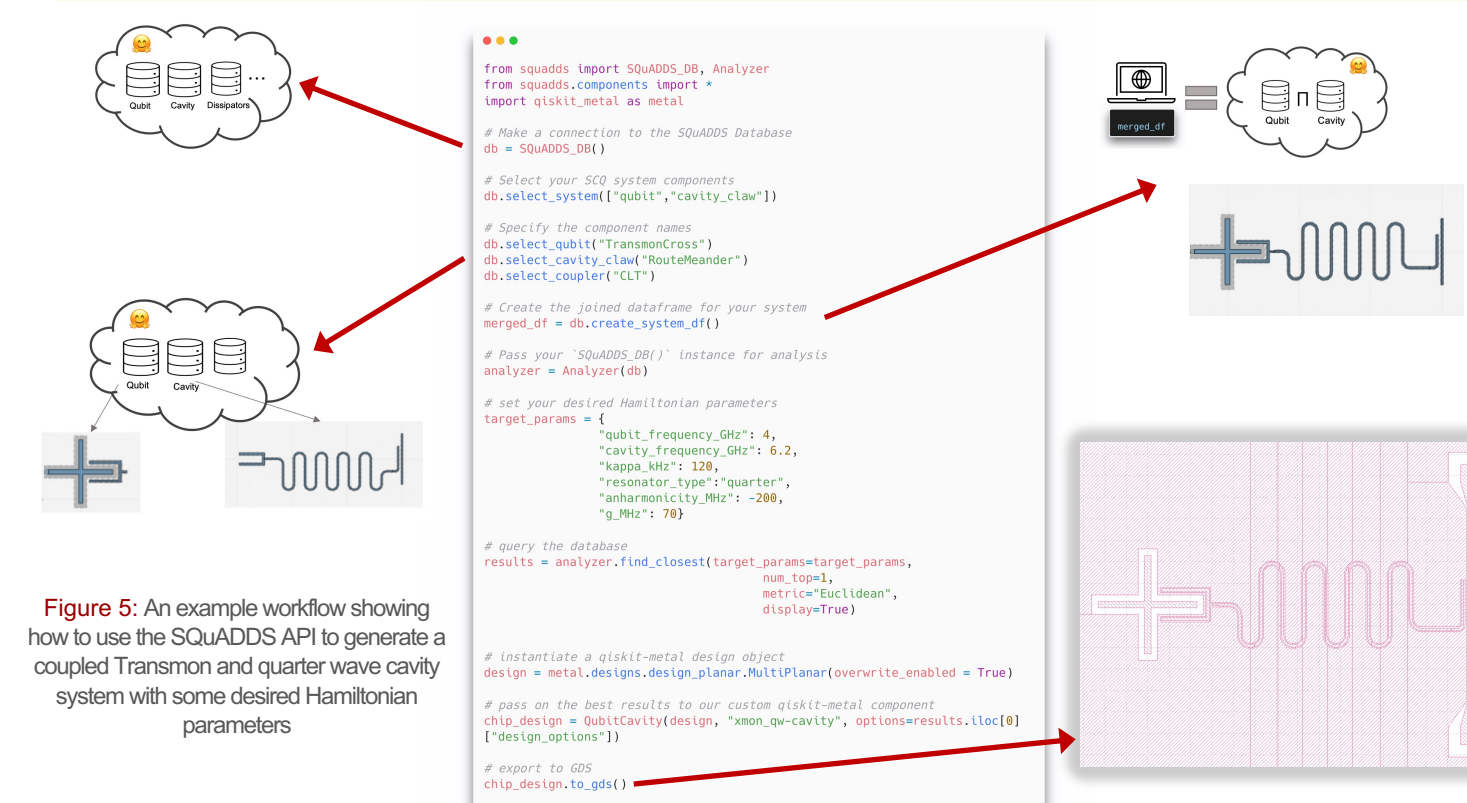 Qubit Cavity Dissipators ...
Qubit Cavity
Figure 5: An example workflow showing
how to use the SQuADDS API to generate a
coupled Transmon and quarter wave cavity
system with some desired Hamiltonian
parameters
from squadds import SQuADDS_DB, Analyzer
from squadds.components import *
import qiskit_metal as metal
# Make a connection to the SQuADDS Database
db = SQuADDS_DB()
# Select your SCQ system components
db.select_system(["qubit","cavity_claw"])
# Specify the component names
db.select_qubit("TransmonCross")
db.select_cavity_claw("RouteMeander")
db.select_coupler("CLT")
# Create the joined dataframe for your system
merged_df = db.create_system_df()
# Pass your `SQuADDS_DB()` instance for analysis
analyzer = Analyzer(db)
# set your desired Hamiltonian parameters
target_params = {
"qubit_frequency_GHz": 4,
"cavity_frequency_GHz": 6.2,
"kappa_kHz": 120,
"resonator_type":"quarter",
"anharmonicity_MHz": -200,
"g_MHz": 70}
# query the database
results = analyzer.find_closest(target_params=target_params,
num_top=1,
metric="Euclidean",
display=True)
# instantiate a qiskit-metal design object
design = metal.designs.design_planar.MultiPlanar(overwrite_enabled = True)
# pass on the best results to our custom qiskit-metal component
chip_design = QubitCavity(design, "xmon_qw-cavity", options=results.iloc[0]
["design_options"])
# export to GDS
chip_design.to_gds()
merged_df
Π
Qubit Cavity